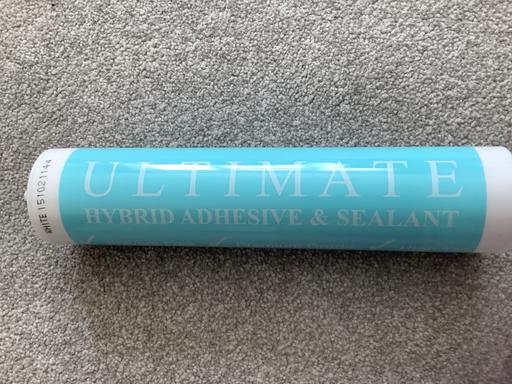 ULTIMATE
HYBRID ADHESIVE & SEALANT
WHITE 151021144